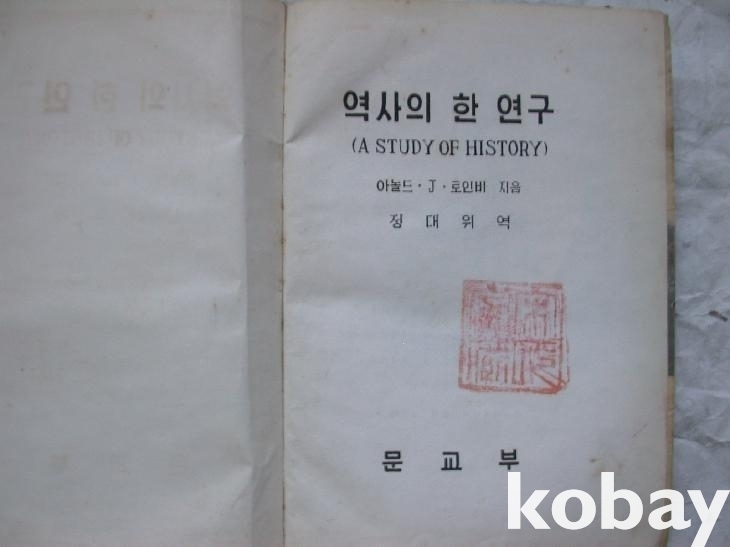 역사의 한 연구
(A STUDY OF HISTORY)
아놀드·J·토인비 지음
정 대 위 역
문 교 부
kobay